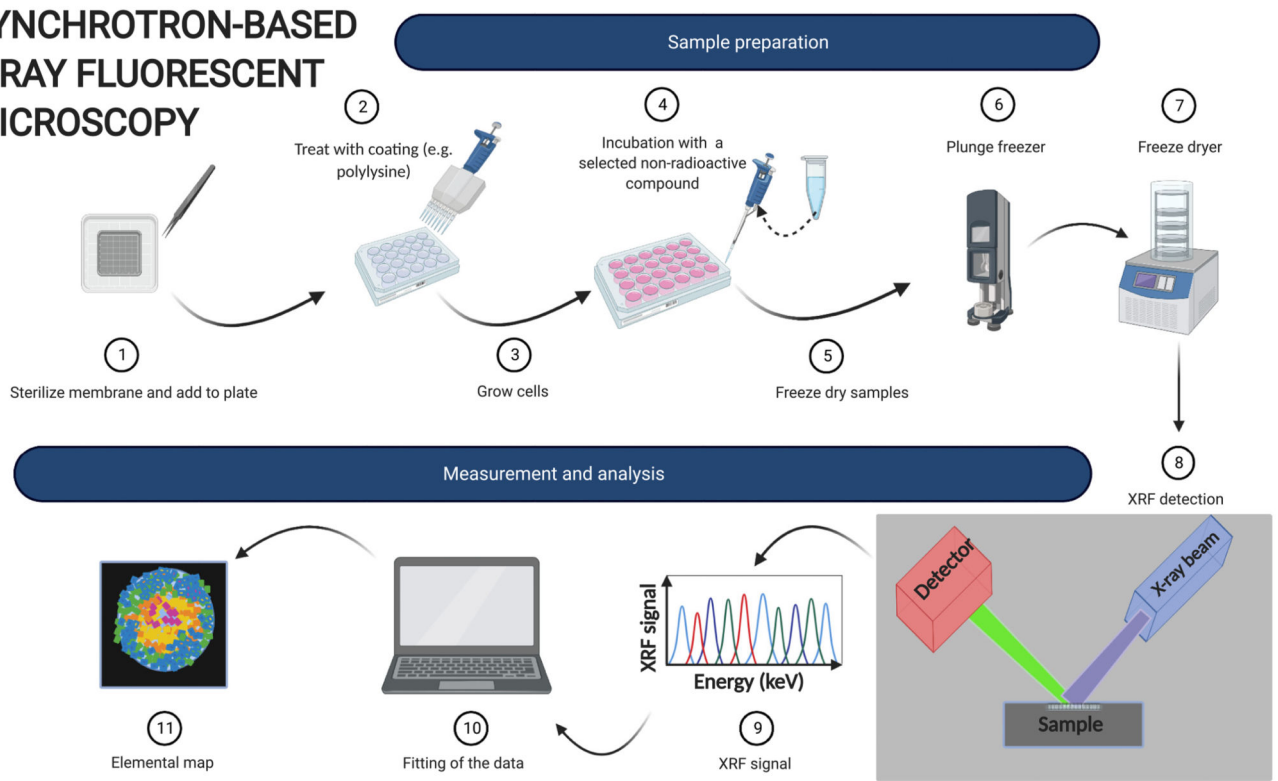 YNCHROTRON-BASED
RAY FLUORESCENT
ICROSCOPY
Sample preparation
2
Treat with coating (e.g.
polylysine)
4
Incubation with a
selected non-radioactive
compound
6
Plunge freezer
7
Freeze dryer
1
Sterilize membrane and add to plate
3
Grow cells
5
Freeze dry samples
Measurement and analysis
8
XRF detection
Detector
X-ray beam
Sample
XRF signal
Energy (keV)
9
XRF signal
10
Fitting of the data
11
Elemental map